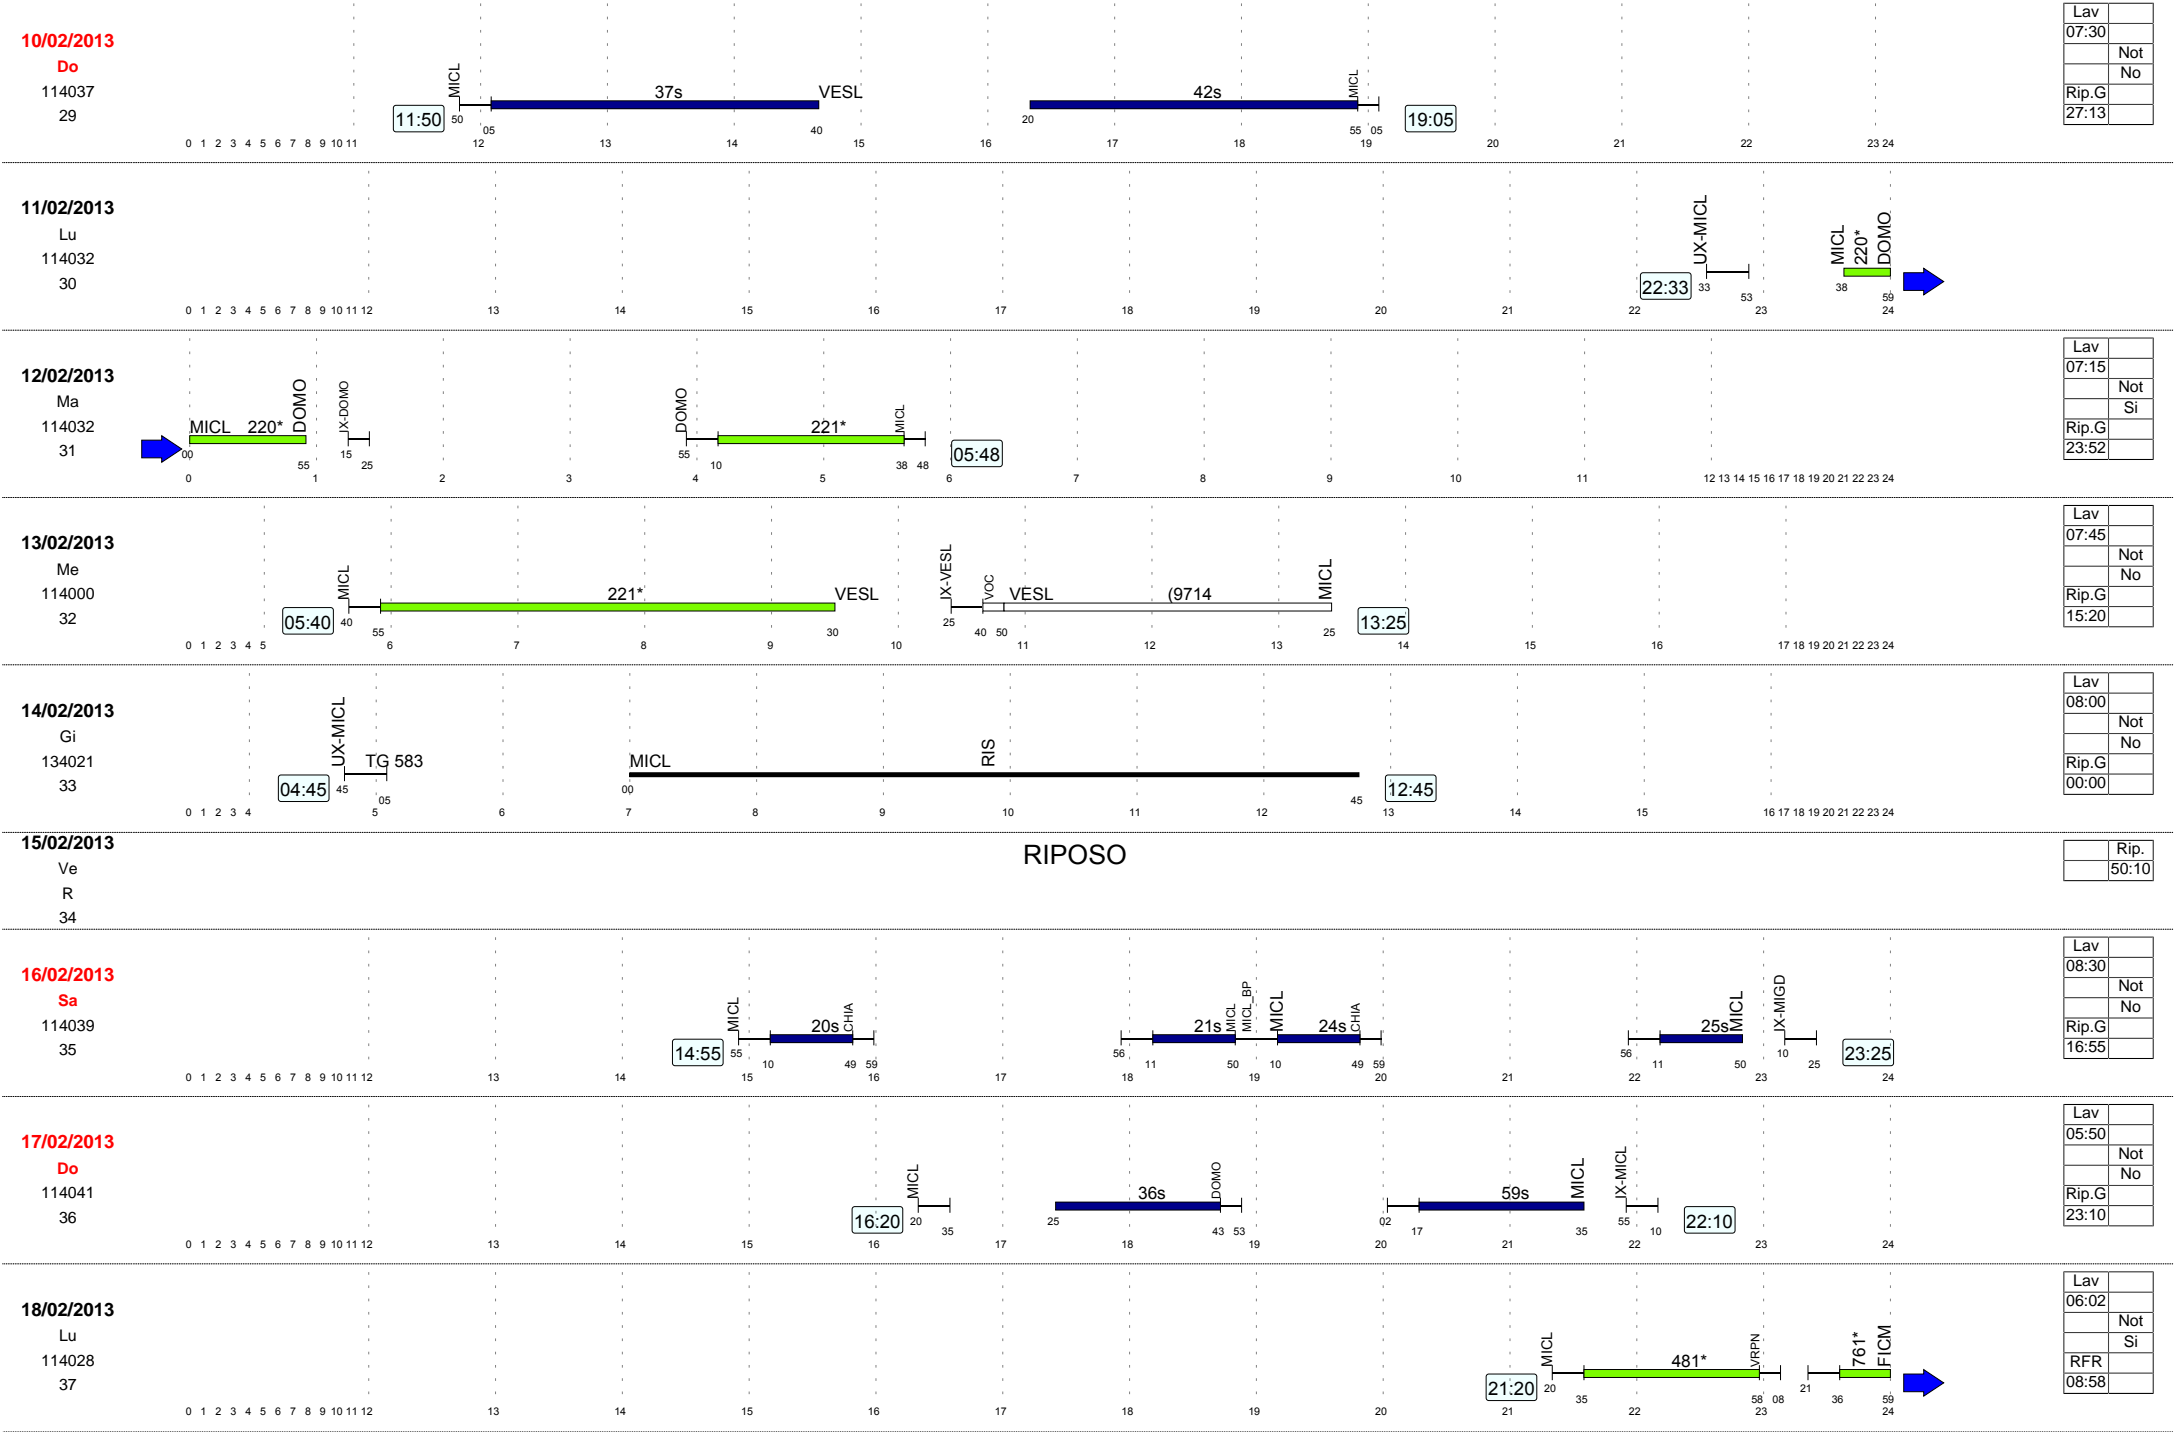 10/02/2013
Do
114037
29
11:50
MICL
37s
VESL
42s
MICL
19:05
50 05 40 20 55 05
0 1 2 3 4 5 6 7 8 9 10 11 12 13 14 15 16 17 18 19 20 21 22 23 24
Lav
07:30
Not
No
Rip.G
27:13
11/02/2013
Lu
114032
30
22:33
UX-MICL
MICL
220*
DOMO
33 53 38 59
0 1 2 3 4 5 6 7 8 9 10 11 12 13 14 15 16 17 18 19 20 21 22 23 24
12/02/2013
Ma
114032
31
MICL 220*
DOMO
IX-DOMO
DOMO
221*
MICL
05:48
00 55 15 25 55 10 38 48
0 1 2 3 4 5 6 7 8 9 10 11 12 13 14 15 16 17 18 19 20 21 22 23 24
Lav
07:15
Not
Si
Rip.G
23:52
13/02/2013
Me
114000
32
05:40
MICL
221*
VESL
IX-VESL
VOC
VESL
(9714
MICL
13:25
40 55 30 25 40 50 25
0 1 2 3 4 5 6 7 8 9 10 11 12 13 14 15 16 17 18 19 20 21 22 23 24
Lav
07:45
Not
No
Rip.G
15:20
14/02/2013
Gi
134021
33
04:45
UX-MICL
TG 583
MICL
RIS
12:45
45 05 00 45
0 1 2 3 4 5 6 7 8 9 10 11 12 13 14 15 16 17 18 19 20 21 22 23 24
Lav
08:00
Not
No
Rip.G
00:00
15/02/2013
Ve
R
34
RIPOSO
Rip.
50:10
16/02/2013
Sa
114039
35
14:55
MICL
20s
CHIA
21s
MICL
MICL_BP
MICL
24s
CHIA
25s
MICL
IX-MIGD
23:25
55 10 49 59 56 11 50 10 49 59 56 11 50 10 25
0 1 2 3 4 5 6 7 8 9 10 11 12 13 14 15 16 17 18 19 20 21 22 23 24
Lav
08:30
Not
No
Rip.G
16:55
17/02/2013
Do
114041
36
16:20
MICL
36s
DOMO
59s
MICL
IX-MICL
22:10
20 35 25 43 53 02 17 35 55 10
0 1 2 3 4 5 6 7 8 9 10 11 12 13 14 15 16 17 18 19 20 21 22 23 24
Lav
05:50
Not
No
Rip.G
23:10
18/02/2013
Lu
114028
37
21:20
MICL
481*
VRPN
761*
FICM
20 35 58 08 21 36 59
0 1 2 3 4 5 6 7 8 9 10 11 12 13 14 15 16 17 18 19 20 21 22 23 24
Lav
06:02
Not
Si
RFR
08:58